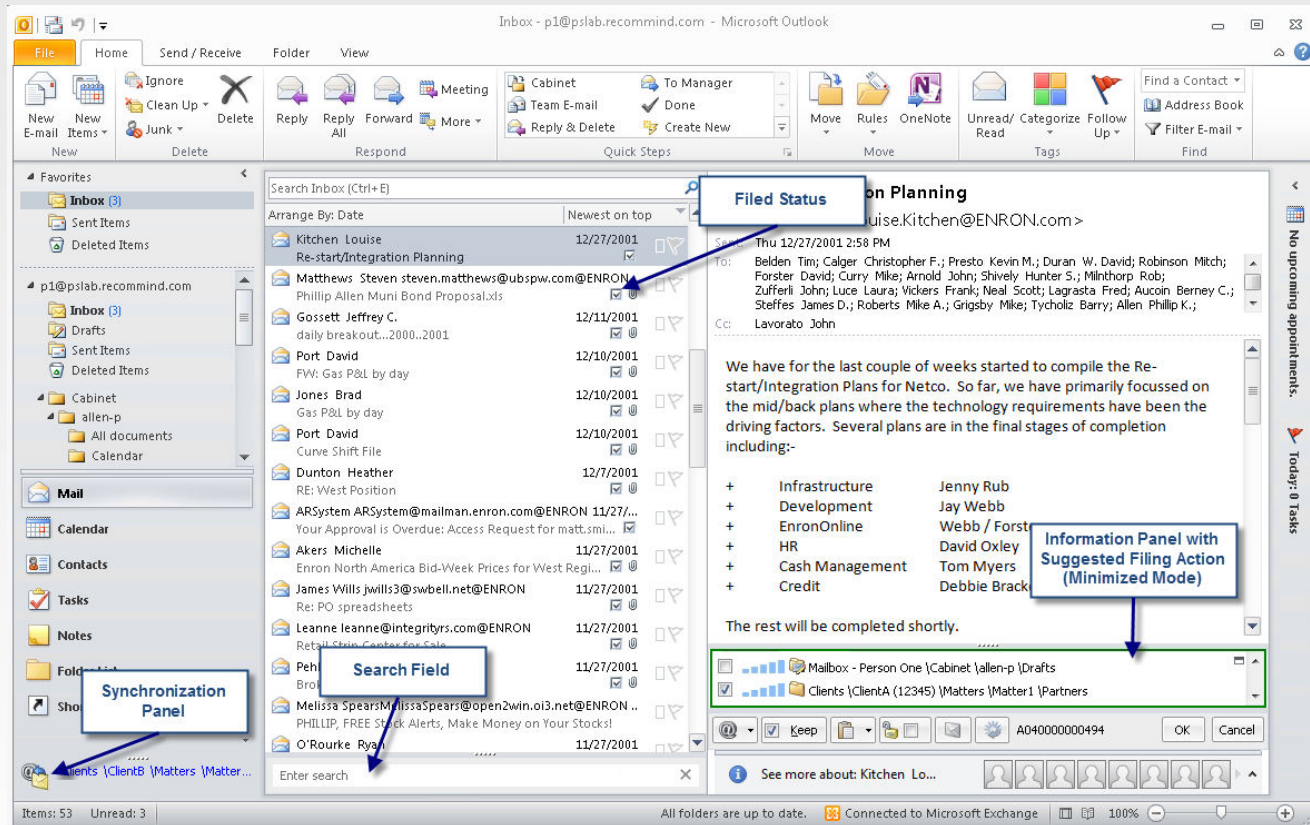 Inbox - p1@pslab.recommind.com - Microsoft Outlook
File Home Send / Receive Folder View
New E-mail
New Items
New
Ignore
Clean Up
Junk
Delete
Delete
Reply
Reply All
Forward
Meeting
More
Respond
Cabinet
To Manager
Team E-mail
Done
Reply & Delete
Create New
Quick Steps
Move
Rules
OneNote
Move
Unread/ Read
Categorize
Follow Up
Tags
Find a Contact
Address Book
Filter E-mail
Find
Favorites
Inbox (3)
Sent Items
Deleted Items
p1@pslab.recommind.com
Inbox (3)
Drafts
Sent Items
Deleted Items
Cabinet
allen-p
All documents
Calendar
Mail
Calendar
Contacts
Tasks
Notes
Synchronization Panel
\ClientB \Matters \Matter...
Search Inbox (Ctrl+E)
Arrange By: Date Newest on top
Kitchen Louise 12/27/2001
Re-start/Integration Planning
Matthews Steven steven.matthews@ubspw.com@ENRON
Phillip Allen Muni Bond Proposal.xls
Gossett Jeffrey C. 12/11/2001
daily breakout...2000..2001
Port David 12/10/2001
FW: Gas P&L by day
Jones Brad 12/10/2001
Gas P&L by day
Port David 12/10/2001
Curve Shift File
Dunton Heather 12/7/2001
RE: West Position
ARSystem ARSystem@mailman.enron.com@ENRON 11/27/...
Your Approval is Overdue: Access Request for matt.smi...
Akers Michelle 11/27/2001
Enron North America Bid-Week Prices for West Regi...
James Wills jwills3@swbell.net@ENRON 11/27/2001
Re: PO spreadsheets
Leanne leanne@integrityrs.com@ENRON 11/27/2001
Retail Strip Center for Sale
11/27/2001
Search Field
Melissa SpearsMelissaSpears@open2win.oi3.net@ENRON ..
PHILLIP, FREE Stock Alerts, Make Money on Your Stocks!
O'Rourke Ryan 11/27/2001
Enter search
Filed Status
Planning
Kitchen@ENRON.com>
Sent: Thu 12/27/2001 2:58 PM
To: Belden Tim; Calger Christopher F.; Presto Kevin M.; Duran W. David; Robinson Mitch;
Forster David; Curry Mike; Arnold John; Shively Hunter S.; Milnthorp Rob;
Zufferli John; Luce Laura; Vickers Frank; Neal Scott; Lagrasta Fred; Aucoin Berney C.;
Steffes James D.; Roberts Mike A.; Grigsby Mike; Tycholiz Barry; Allen Phillip K.;
Cc: Lavorato John
We have for the last couple of weeks started to compile the Re-
start/Integration Plans for Netco. So far, we have primarily focussed on
the mid/back plans where the technology requirements have been the
driving factors. Several plans are in the final stages of completion
including:-
+ Infrastructure Jenny Rub
+ Development Jay Webb
+ EnronOnline Webb / Forst
+ HR David Oxley
+ Cash Management Tom Myers
+ Credit Debbie Bracke
The rest will be completed shortly.
Information Panel with
Suggested Filing Action
(Minimized Mode)
Mailbox - Person One \Cabinet \allen-p \Drafts
Clients \ClientA (12345) \Matters \Matter1 \Partners
Keep
A040000000494
OK
Cancel
See more about: Kitchen Lo...
No upcoming appointments.
Today: 0 Tasks
Items: 53 Unread: 3
All folders are up to date. Connected to Microsoft Exchange 100%